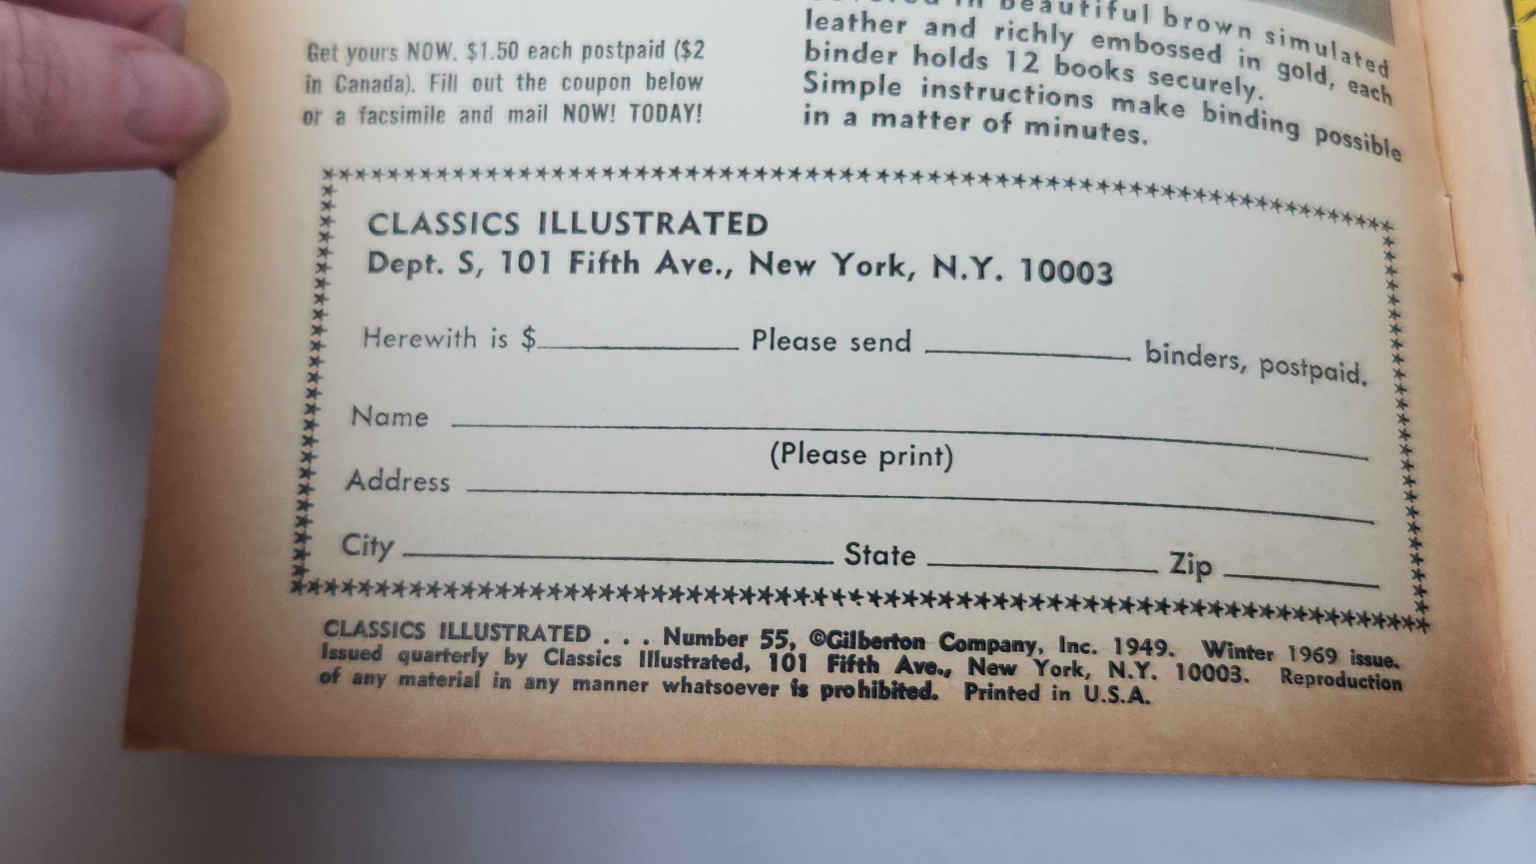 Get yours NOW. $1.50 each postpaid ($2
in Canada). Fill out the coupon below
or a facsimile and mail NOW! TODAY!
in beautiful brown simulated
leather and richly embossed in gold, each
binder holds 12 books securely.
Simple instructions make binding possible
in a matter of minutes.
CLASSICS ILLUSTRATED
Dept. S, 101 Fifth Ave., New York, N.Y. 10003
Herewith is $ Please send binders, postpaid.
Name
(Please print)
Address
City State Zip
CLASSICS ILLUSTRATED . . . Number 55, ©Gilberton Company, Inc. 1949. Winter 1969 issue.
Issued quarterly by Classics Illustrated, 101 Fifth Ave., New York, N.Y. 10003. Reproduction
of any material in any manner whatsoever is prohibited. Printed in U.S.A.